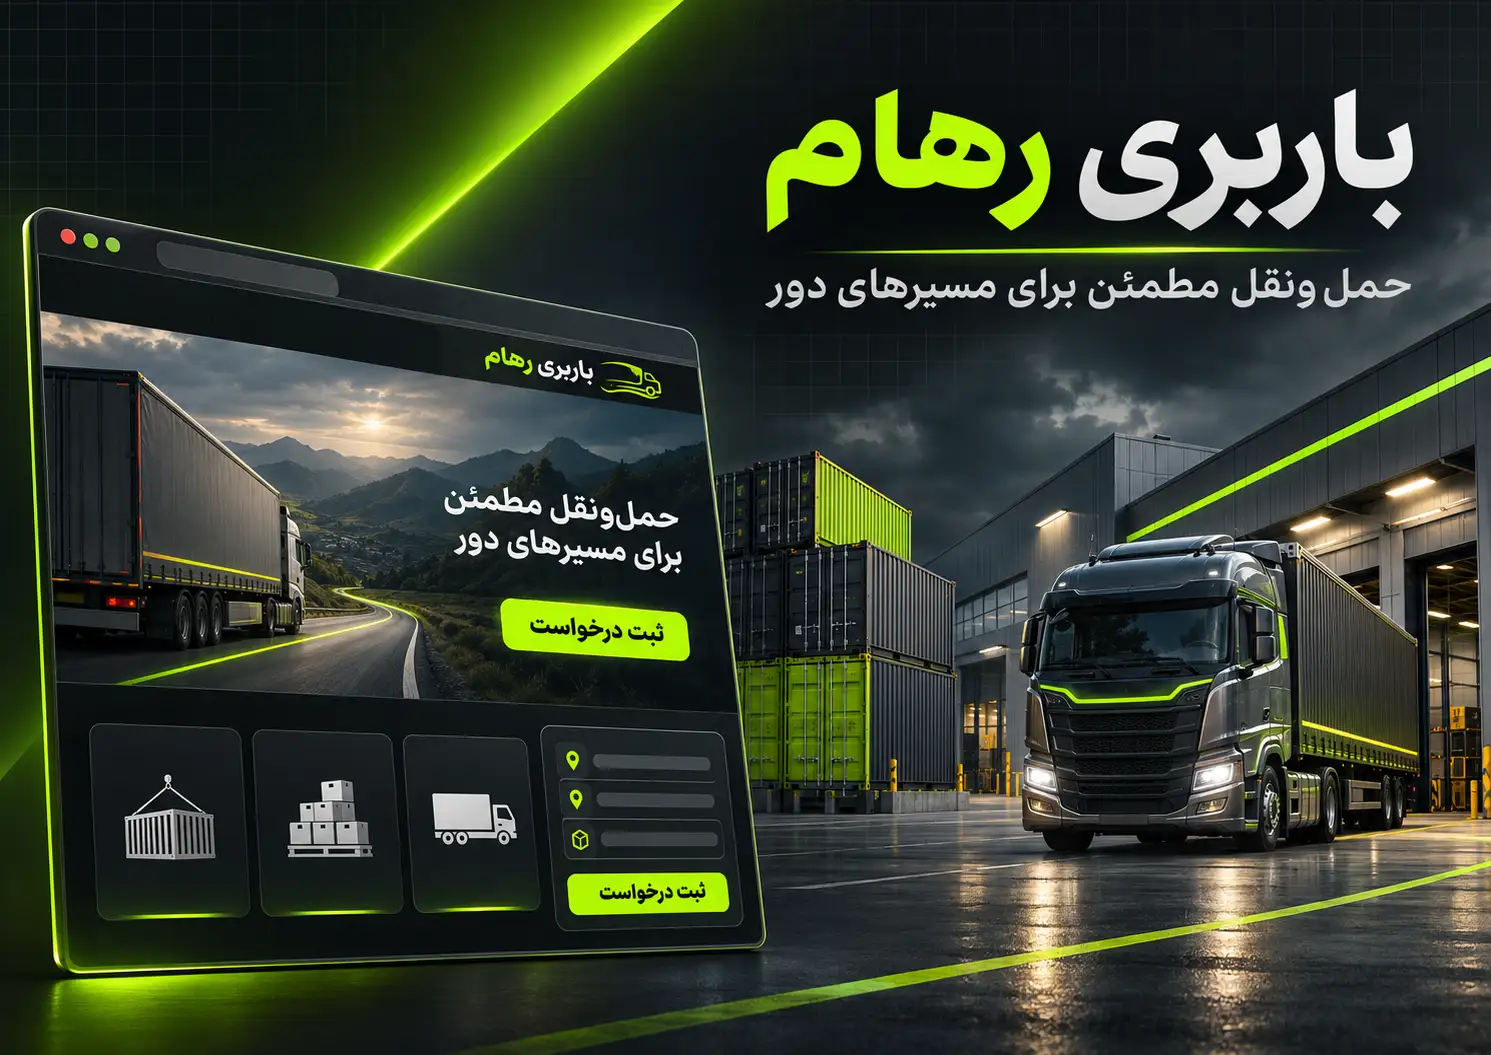 باربری رهام
حمل‌ونقل مطمئن برای مسیرهای دور
باربری رهام
حمل‌ونقل مطمئن
برای مسیرهای دور
ثبت درخواست
ثبت درخواست